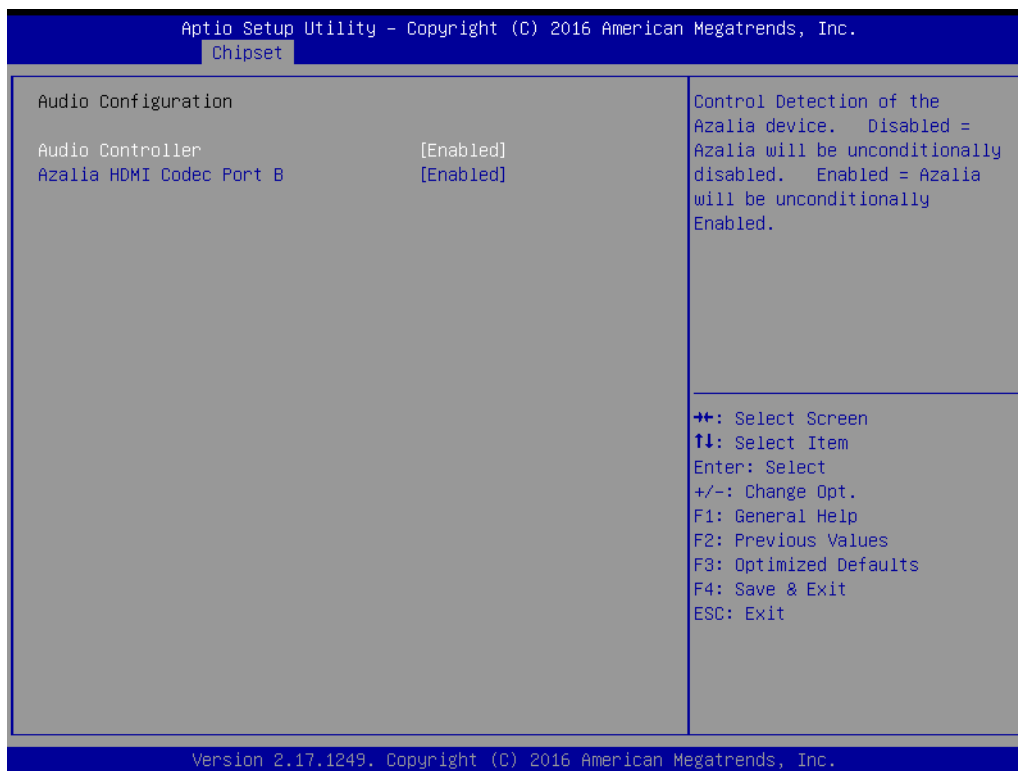 Aptio Setup Utility – Copyright (C) 2016 American Megatrends, Inc.
Chipset
Audio Configuration
Audio Controller [Enabled]
Azalia HDMI Codec Port B [Enabled]
Control Detection of the
Azalia device. Disabled =
Azalia will be unconditionally
disabled. Enabled = Azalia
will be unconditionally
Enabled.
→←: Select Screen
↑↓: Select Item
Enter: Select
+/-: Change Opt.
F1: General Help
F2: Previous Values
F3: Optimized Defaults
F4: Save & Exit
ESC: Exit
Version 2.17.1249. Copyright (C) 2016 American Megatrends, Inc.